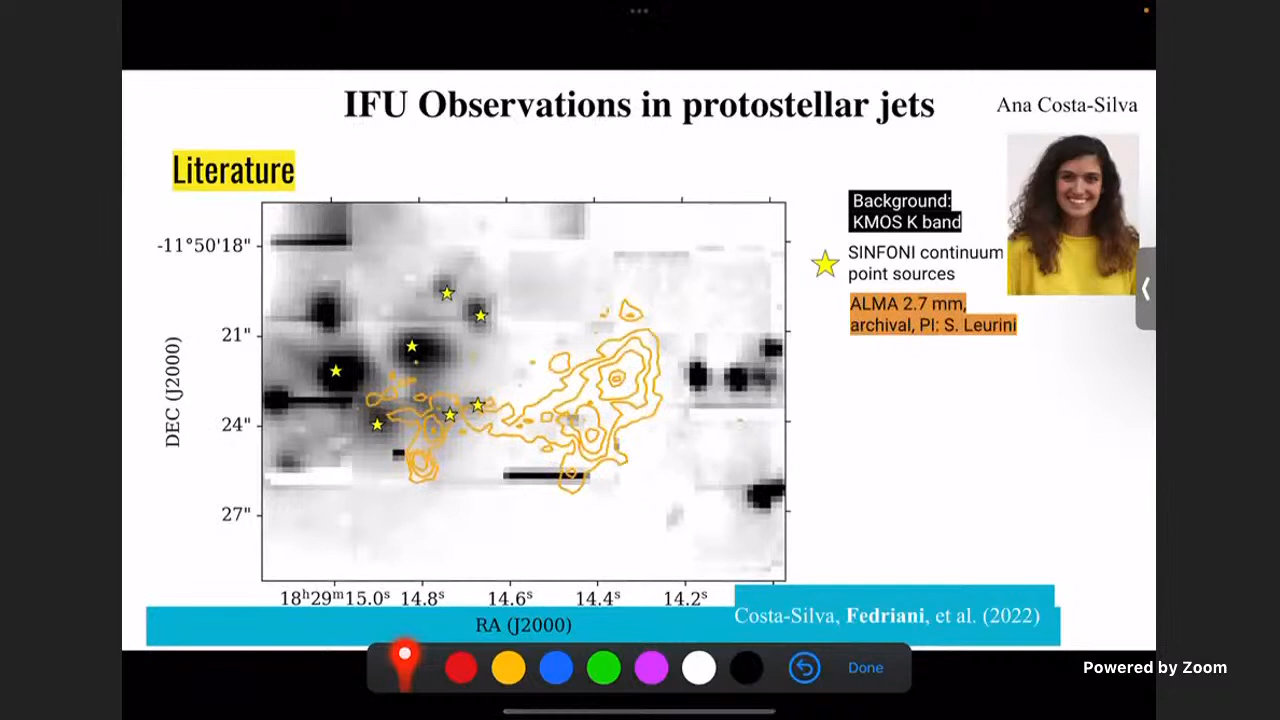 IFU Observations in protostellar jets
Ana Costa-Silva
Literature
Background:
KMOS K band
SINFONI continuum
point sources
ALMA 2.7 mm,
archival, PI: S. Leurini
-11°50'18"
21"
24"
27"
DEC (J2000)
18ʰ29ᵐ15.0ˢ 14.8ˢ 14.6ˢ 14.4ˢ 14.2ˢ
RA (J2000)
Costa-Silva, Fedriani, et al. (2022)
Done
Powered by Zoom